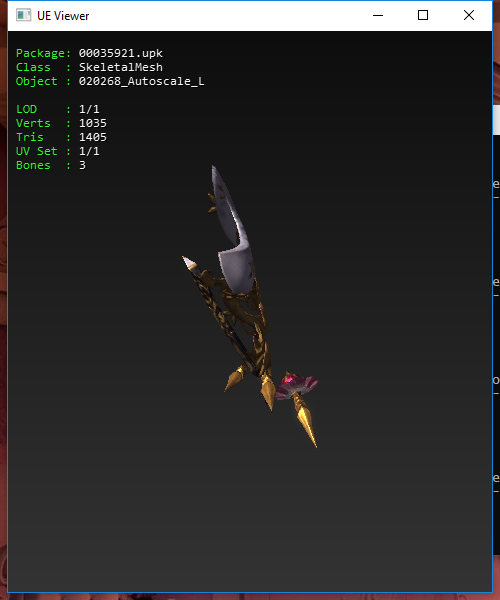 UE Viewer
Package: 00035921.upk
Class  : SkeletalMesh
Object : 020268_Autoscale_L
LOD    : 1/1
Verts  : 1035
Tris   : 1405
UV Set : 1/1
Bones  : 3